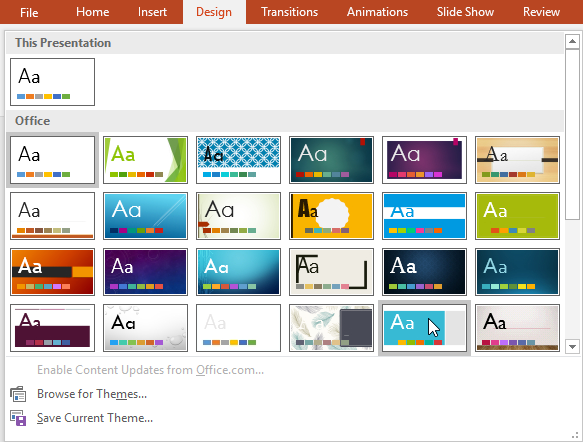 File Home Insert Design Transitions Animations Slide Show Review
This Presentation
Aa
Office
Aa Aa Aa Aa Aa Aa
Aa Aa Aa Aa Aa Aa
Aa Aa Aa Aa Aa Aa
Aa Aa Aa Aa Aa
Enable Content Updates from Office.com...
Browse for Themes...
Save Current Theme...